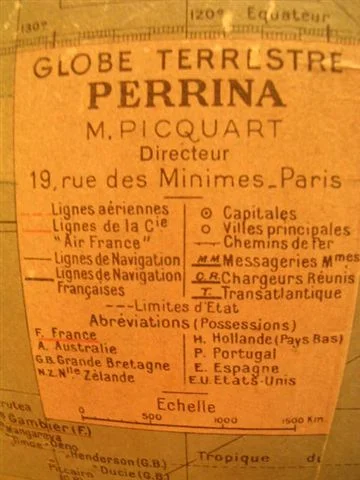 130°
120° Equateur
GLOBE TERRESTRE
PERRINA
M. PICQUART
Directeur
19, rue des Minimes_Paris
Lignes aériennes
Lignes de la Cie
"Air France"
Lignes de Navigation
Lignes de Navigation
Françaises
Capitales
Villes principales
Chemins de Fer
M.M. Messageries Mmes
C.R. Chargeurs Réunis
T. Transatlantique
Limites d'Etat
Abréviations (Possessions)
F. France
A. Australie
G.B. Grande Bretagne
N.Z. Nlle Zélande
H. Hollande (Pays Bas)
P. Portugal
E. Espagne
E.U. Etats-Unis
Echelle
0 500 1000 1500 Km.
Gambier (F.)
Mangareva
Henderson (G.B.)
Pitcairn
Ducie (G.B.)
Tropique du